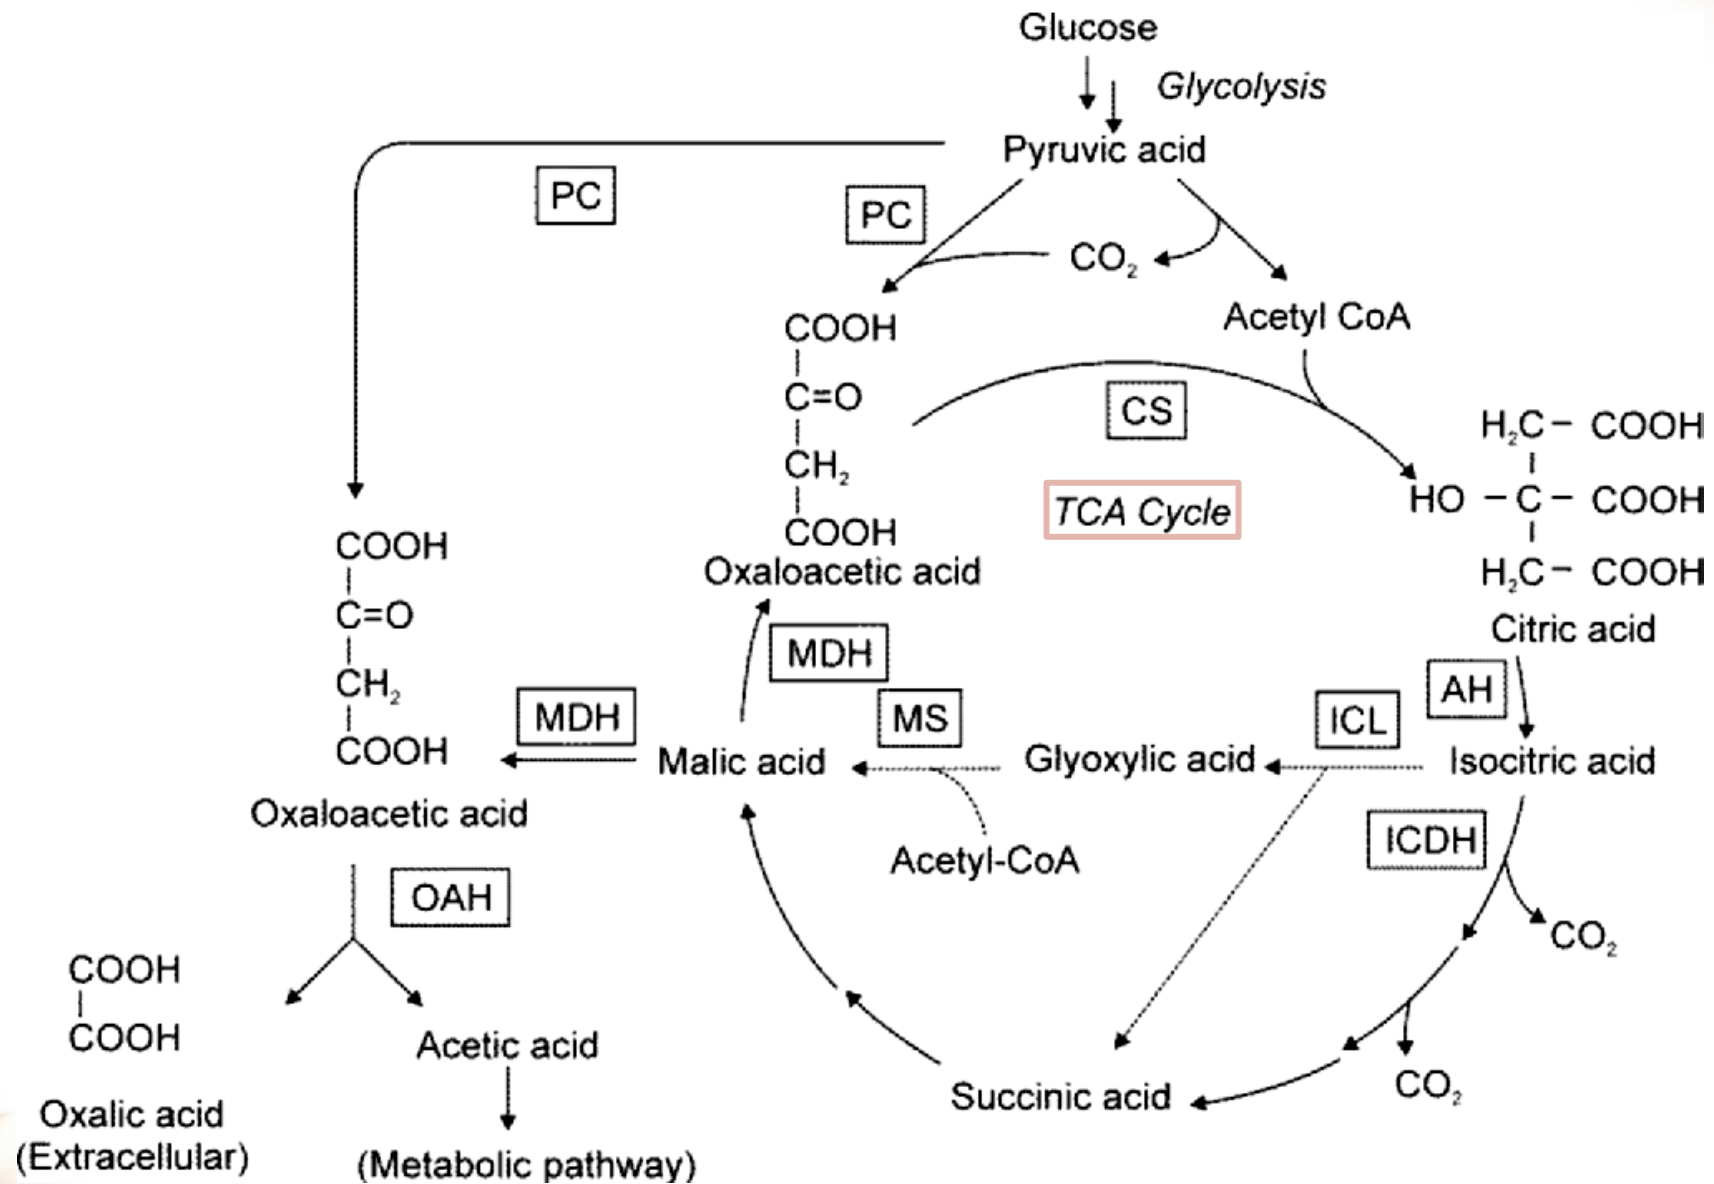 Glucose
Glycolysis
Pyruvic acid
PC
PC
CO₂
Acetyl CoA
COOH
C=O
CH₂
COOH
Oxaloacetic acid
CS
TCA Cycle
H₂C– COOH
HO –C– COOH
H₂C– COOH
Citric acid
COOH
C=O
CH₂
COOH
Oxaloacetic acid
MDH
MDH
MS
ICL
AH
Malic acid
Glyoxylic acid
Isocitric acid
Acetyl-CoA
ICDH
OAH
CO₂
COOH
COOH
Oxalic acid
(Extracellular)
Acetic acid
(Metabolic pathway)
Succinic acid
CO₂